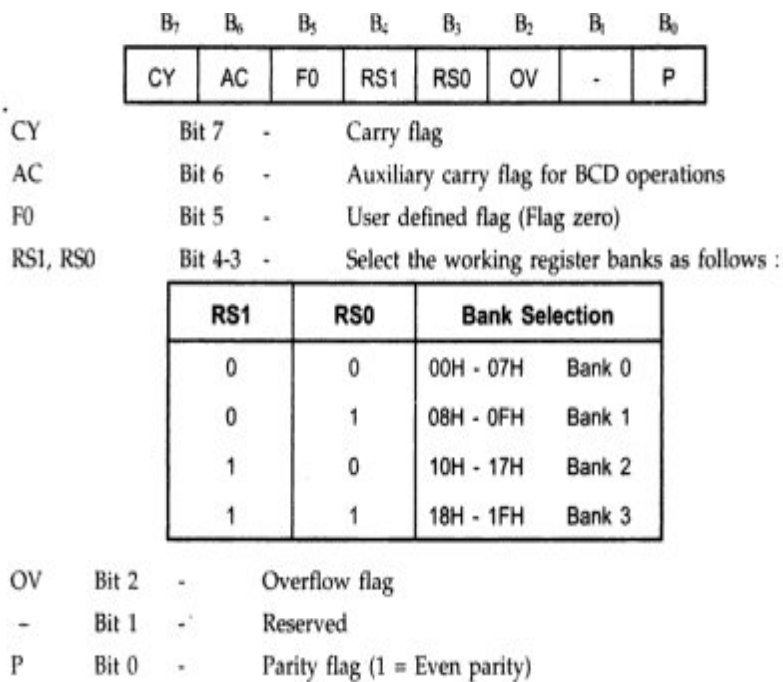 B₇ B₆ B₅ B₄ B₃ B₂ B₁ B₀
CY AC F0 RS1 RS0 OV - P
CY Bit 7 - Carry flag
AC Bit 6 - Auxiliary carry flag for BCD operations
F0 Bit 5 - User defined flag (Flag zero)
RS1, RS0 Bit 4-3 - Select the working register banks as follows :
RS1 RS0 Bank Selection
0 0 00H - 07H Bank 0
0 1 08H - 0FH Bank 1
1 0 10H - 17H Bank 2
1 1 18H - 1FH Bank 3
OV Bit 2 - Overflow flag
– Bit 1 - Reserved
P Bit 0 - Parity flag (1 = Even parity)